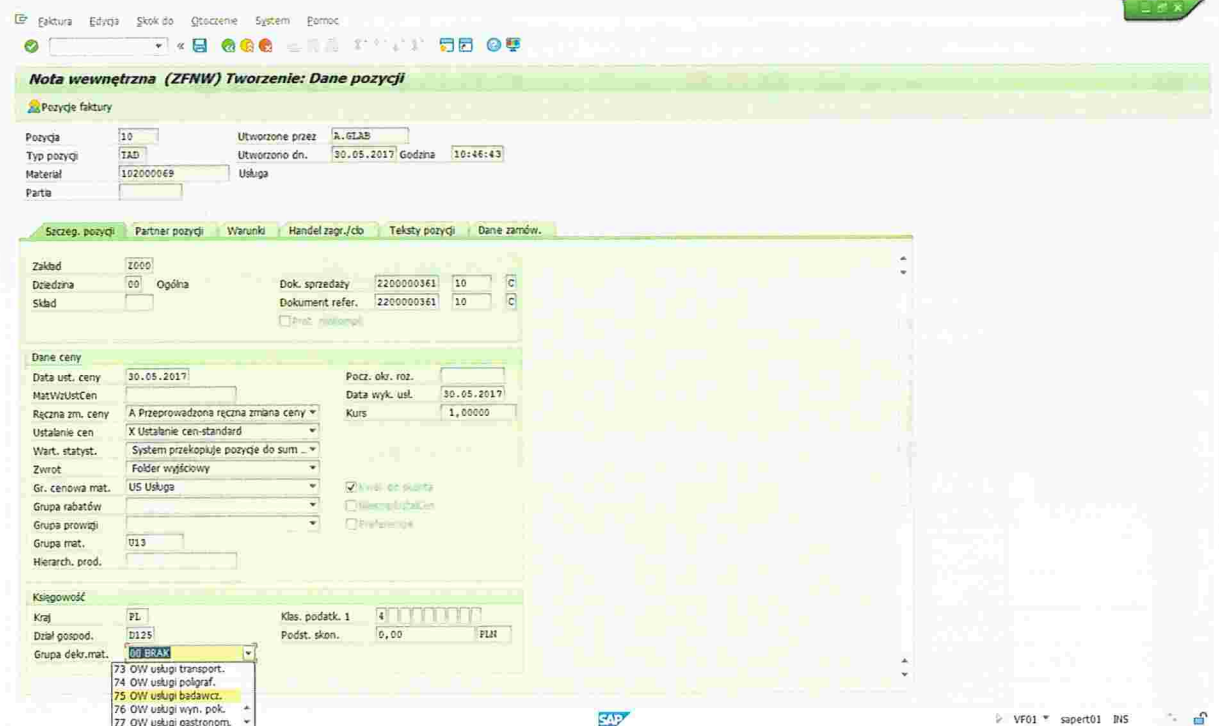 Faktura Edycja Skok do Otoczenie System Pomoc
Nota wewnętrzna (ZFNW) Tworzenie: Dane pozycji
Pozycje faktury
Pozycja 10 Utworzone przez A.GLAB
Typ pozycji TAD Utworzono dn. 30.05.2017 Godzina 10:46:43
Materiał 102000069 Usługa
Partia
Szczeg. pozycji Partner pozycji Warunki Handel zagr./cło Teksty pozycji Dane zamów.
Zakład Z000
Dziedzina 00 Ogólna Dok. sprzedaży 2200000361 10 C
Skład Dokument refer. 2200000361 10 C
Dane ceny
Data ust. ceny 30.05.2017 Pocz. okr. roz.
MatWzUstCen Data wyk. usł. 30.05.2017
Ręczna zm. ceny A Przeprowadzona ręczna zmiana ceny Kurs 1,00000
Ustalanie cen X Ustalanie cen-standard
Wart. statyst. System przekopiuje pozycje do sum ...
Zwrot Folder wyjściowy
Gr. cenowa mat. US Usługa
Grupa rabatów
Grupa prowizji Preferencje
Grupa mat. U13
Hierarch. prod.
Księgowość
Kraj PL Klas. podatk. 1 4
Dział gospod. D125 Podst. skon. 0,00 PLN
Grupa dekr.mat. 00 BRAK
73 OW usługi transport.
74 OW usługi poligraf.
75 OW usługi badawcz.
76 OW usługi wyn. pok.
77 OW usługi gastronom.
SAP VF01 sapert01 INS